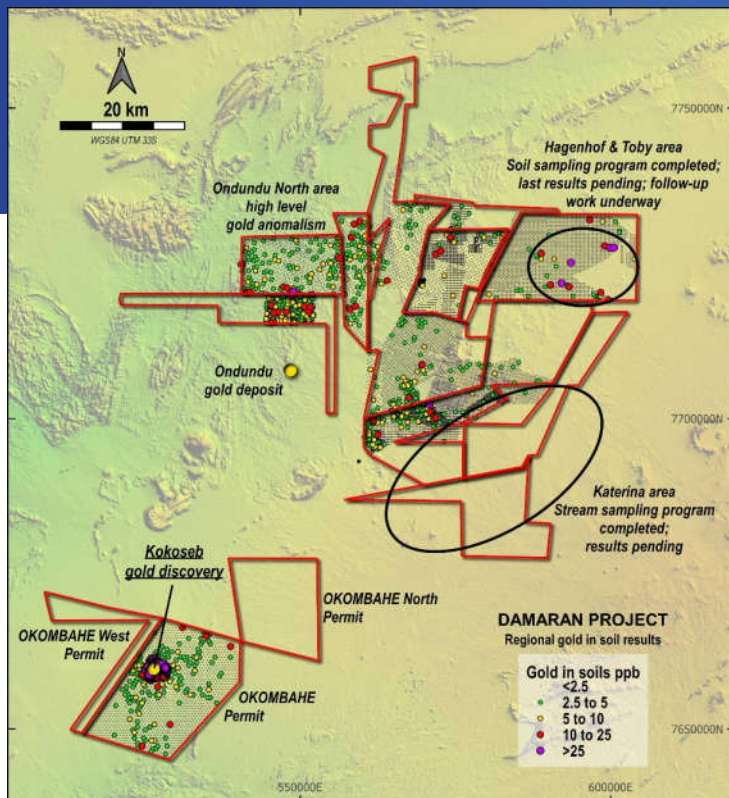 N
20 km
WGS84 UTM 33S
7750000N
Hagenhof & Toby area
Soil sampling program completed;
last results pending; follow-up
work underway
Ondundu North area
high level
gold anomalism
Ondundu
gold deposit
7700000N
Katerina area
Stream sampling program
completed;
results pending
Kokoseb
gold discovery
OKOMBAHE North
Permit
OKOMBAHE West
Permit
OKOMBAHE
Permit
DAMARAN PROJECT
Regional gold in soil results
Gold in soils ppb
<2.5
2.5 to 5
5 to 10
10 to 25
>25
7650000N
550000E
600000E